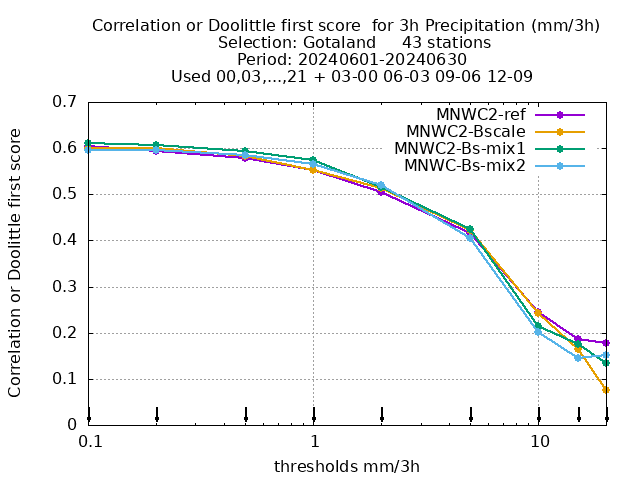 Correlation or Doolittle first score  for 3h Precipitation (mm/3h)
Selection: Gotaland     43 stations
Period: 20240601-20240630
Used 00,03,...,21 + 03-00 06-03 09-06 12-09
MNWC2-ref
MNWC2-Bscale
MNWC2-Bs-mix1
MNWC-Bs-mix2
Correlation or Doolittle first score
0.7
0.6
0.5
0.4
0.3
0.2
0.1
0
0.1 1 10
thresholds mm/3h